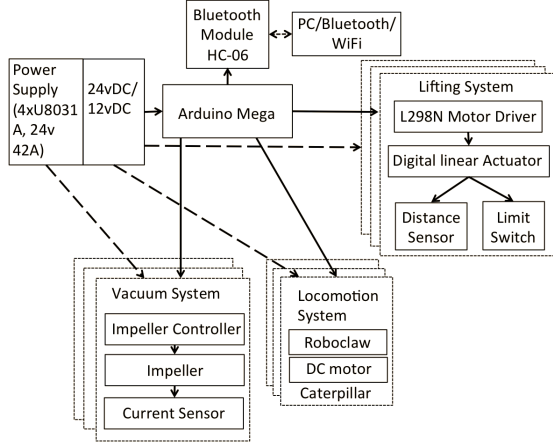 Bluetooth
Module
HC-06
PC/Bluetooth/
WiFi
Power
Supply
(4xU8031
A, 24v
42A)
24vDC/
12vDC
Arduino Mega
Lifting System
L298N Motor Driver
Digital linear Actuator
Distance
Sensor
Limit
Switch
Vacuum System
Impeller Controller
Impeller
Current Sensor
Locomotion
System
Roboclaw
DC motor
Caterpillar